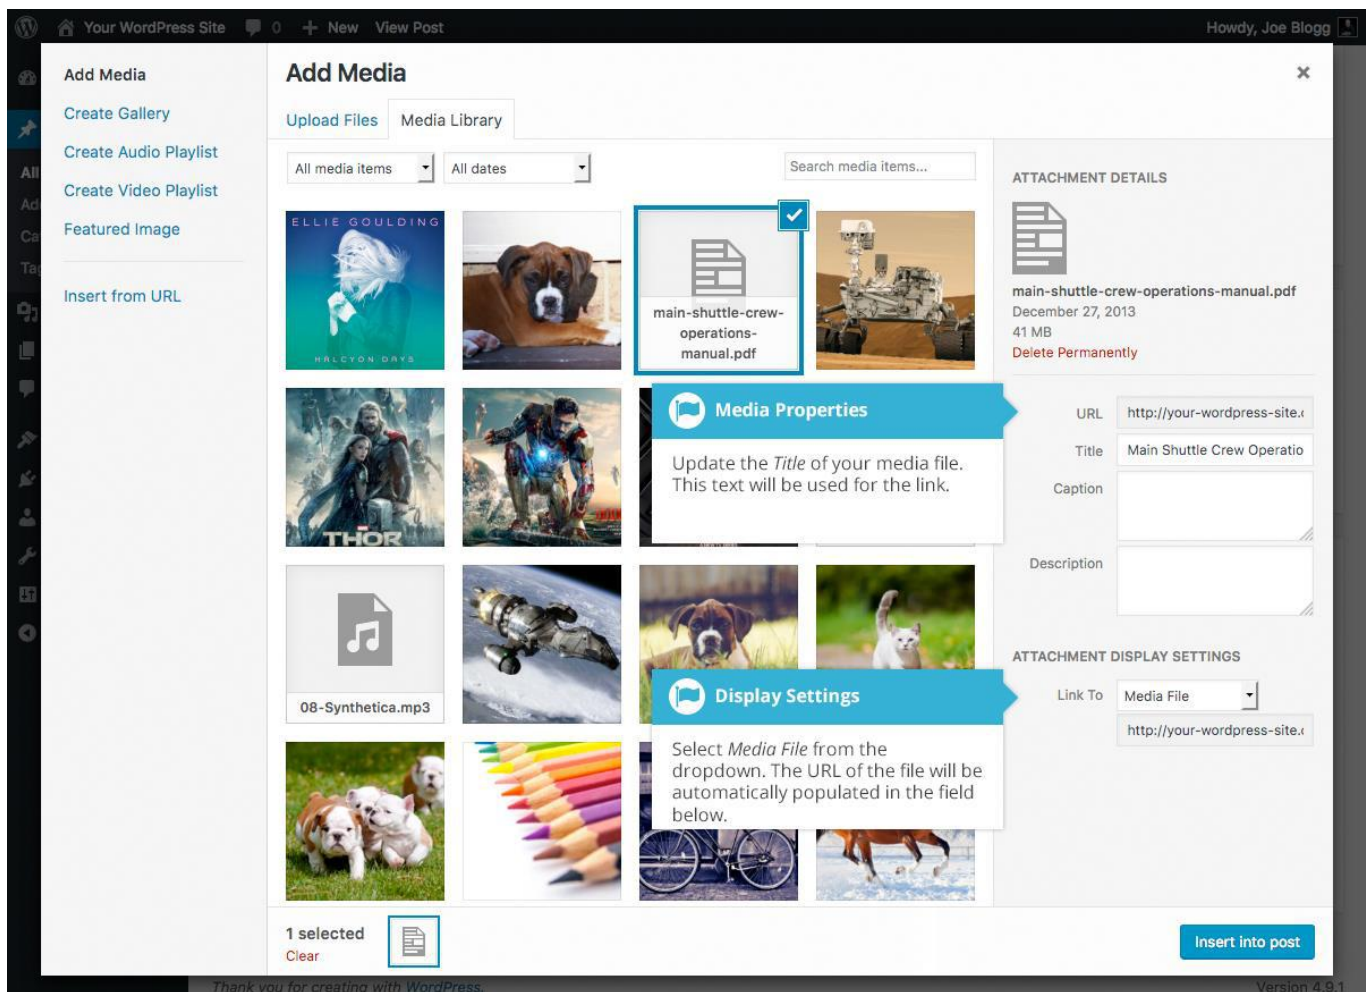 Your WordPress Site 0 New View Post Howdy, Joe Blogg
Add Media
Create Gallery
Create Audio Playlist
Create Video Playlist
Featured Image
Insert from URL
All
Add Media
Upload Files Media Library
All media items All dates Search media items...
ELLIE GOULDING
HALCYON DAYS
main-shuttle-crew-
operations-
manual.pdf
THOR
08-Synthetica.mp3
Media Properties
Update the Title of your media file.
This text will be used for the link.
Display Settings
Select Media File from the
dropdown. The URL of the file will be
automatically populated in the field
below.
ATTACHMENT DETAILS
main-shuttle-crew-operations-manual.pdf
December 27, 2013
41 MB
Delete Permanently
URL http://your-wordpress-site.c
Title Main Shuttle Crew Operatio
Caption
Description
ATTACHMENT DISPLAY SETTINGS
Link To Media File
http://your-wordpress-site.c
1 selected
Clear
Insert into post
Thank you for creating with WordPress. Version 4.9.1